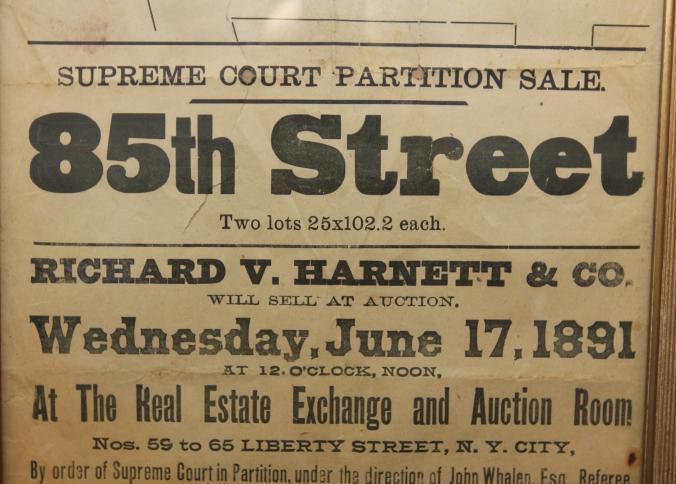 SUPREME COURT PARTITION SALE.
85th Street
Two lots 25x102.2 each.
RICHARD V. HARNETT & CO.
WILL SELL AT AUCTION,
Wednesday, June 17, 1891
AT 12 O'CLOCK, NOON,
At The Real Estate Exchange and Auction Room
Nos. 59 to 65 LIBERTY STREET, N. Y. CITY,
By order of Supreme Court in Partition, under the direction of John Whalen, Esq. Referee